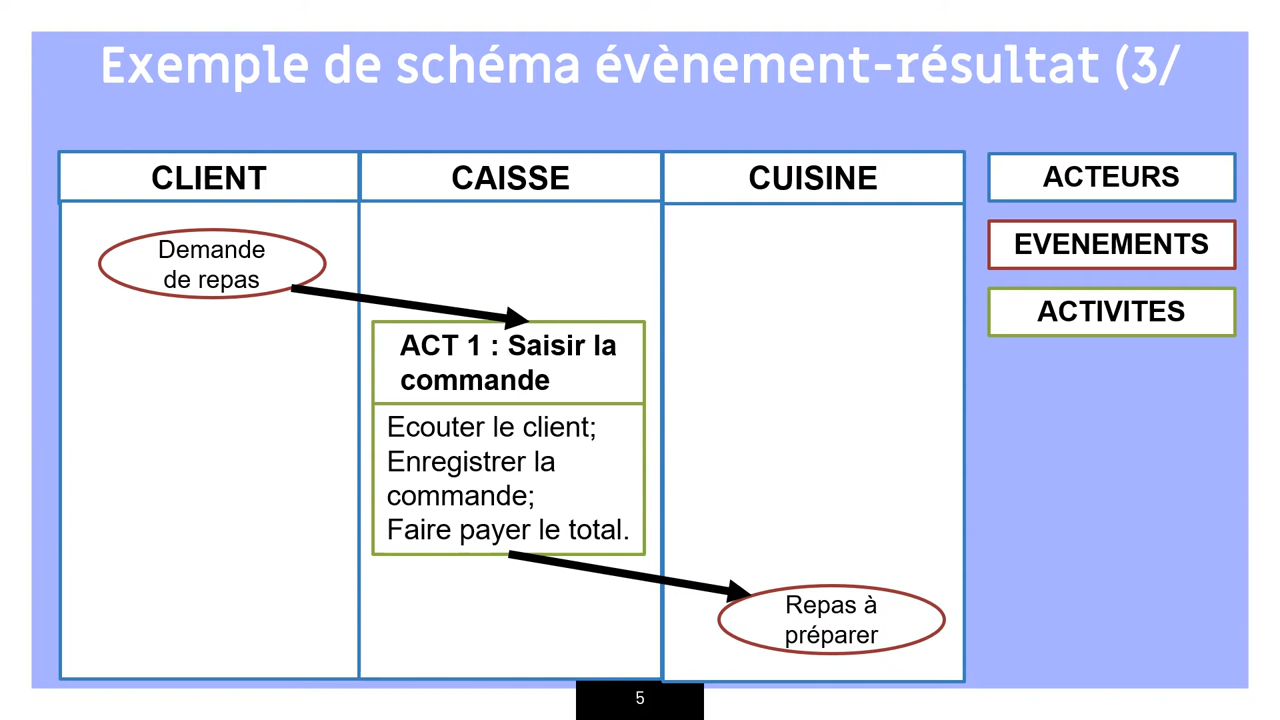 Exemple de schéma évènement-résultat (3/
CLIENT
CAISSE
CUISINE
ACTEURS
EVENEMENTS
ACTIVITES
Demande
de repas
ACT 1 : Saisir la
commande
Ecouter le client;
Enregistrer la
commande;
Faire payer le total.
Repas à
préparer
5